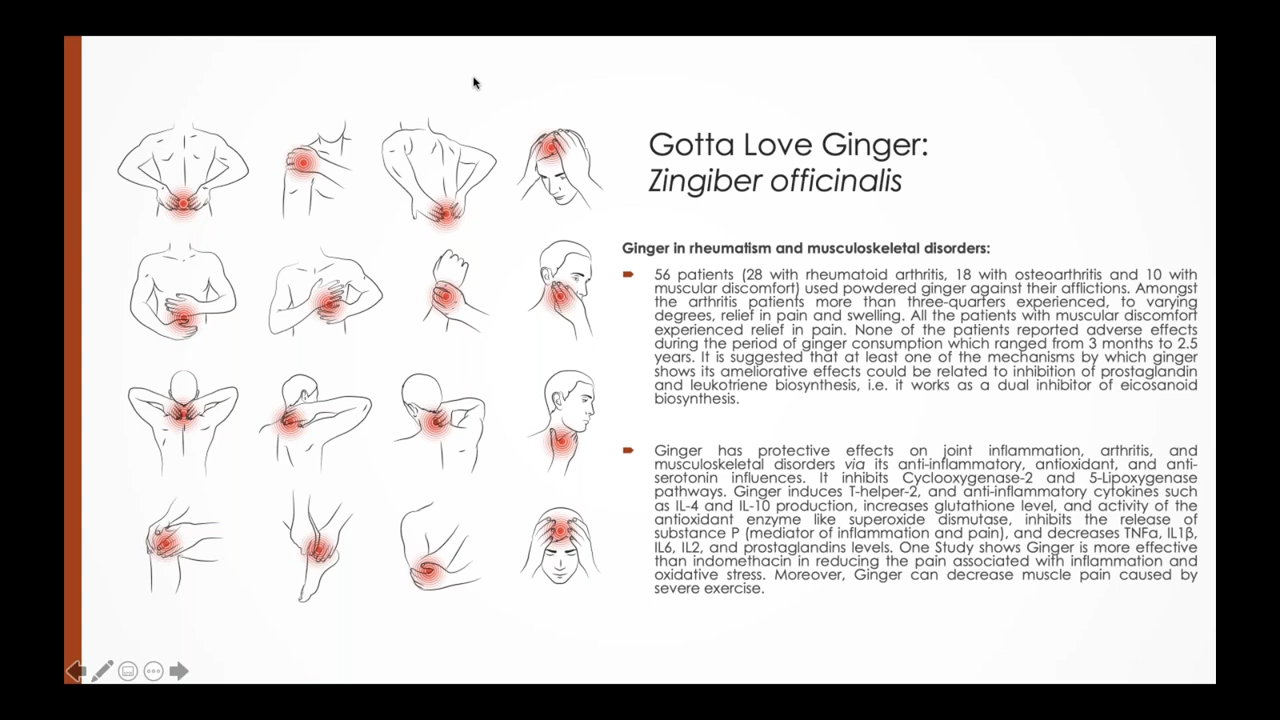 Gotta Love Ginger:
Zingiber officinalis
Ginger in rheumatism and musculoskeletal disorders:
56 patients (28 with rheumatoid arthritis, 18 with osteoarthritis and 10 with
muscular discomfort) used powdered ginger against their afflictions. Amongst
the arthritis patients more than three-quarters experienced, to varying
degrees, relief in pain and swelling. All the patients with muscular discomfort
experienced relief in pain. None of the patients reported adverse effects
during the period of ginger consumption which ranged from 3 months to 2.5
years. It is suggested that at least one of the mechanisms by which ginger
shows its ameliorative effects could be related to inhibition of prostaglandin
and leukotriene biosynthesis, i.e. it works as a dual inhibitor of eicosanoid
biosynthesis.
Ginger has protective effects on joint inflammation, arthritis, and
musculoskeletal disorders via its anti-inflammatory, antioxidant, and anti-
serotonin influences. It inhibits Cyclooxygenase-2 and 5-Lipoxygenase
pathways. Ginger induces T-helper-2, and anti-inflammatory cytokines such
as IL-4 and IL-10 production, increases glutathione level, and activity of the
antioxidant enzyme like superoxide dismutase, inhibits the release of
substance P (mediator of inflammation and pain), and decreases TNFα, IL1β,
IL6, IL2, and prostaglandins levels. One Study shows Ginger is more effective
than indomethacin in reducing the pain associated with inflammation and
oxidative stress. Moreover, Ginger can decrease muscle pain caused by
severe exercise.